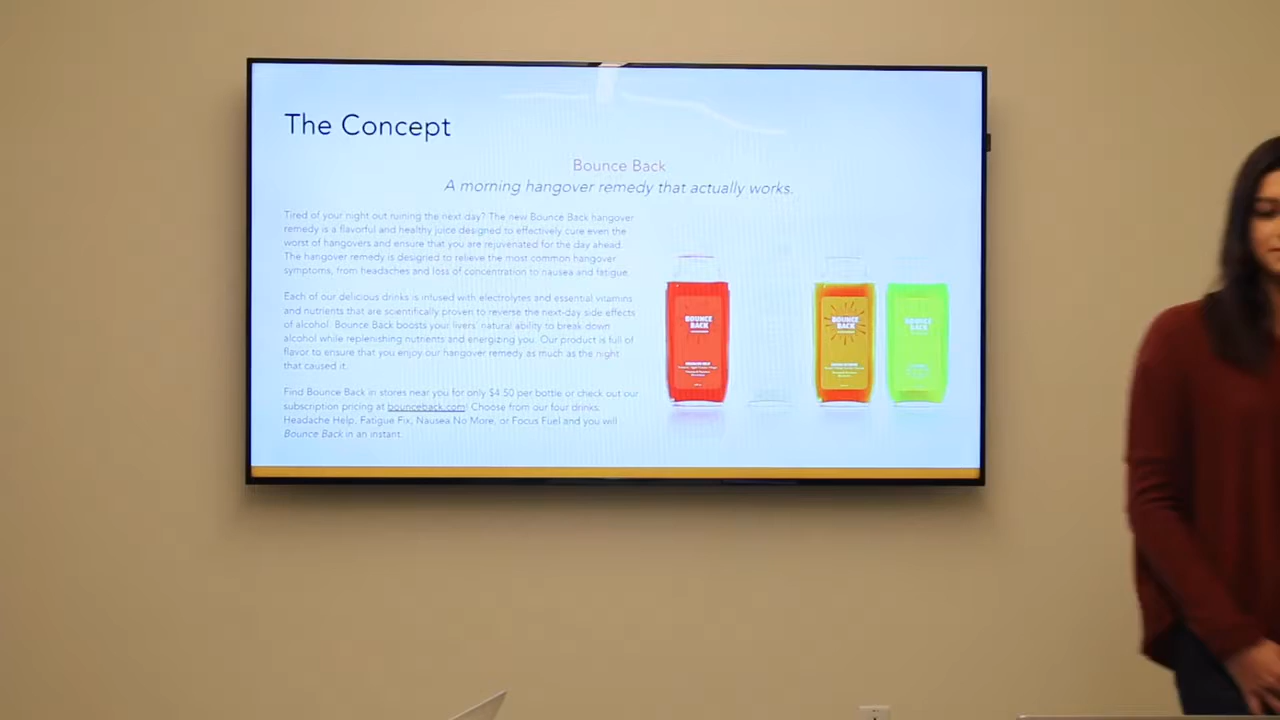 The Concept
Bounce Back
A morning hangover remedy that actually works.
Tired of your night out ruining the next day? The new Bounce Back hangover
remedy is a flavorful and healthy juice designed to effectively cure even the
worst of hangovers and ensure that you are rejuvenated for the day ahead.
The hangover remedy is designed to relieve the most common hangover
symptoms, from headaches and loss of concentration to nausea and fatigue.
Each of our delicious drinks is infused with electrolytes and essential vitamins
and nutrients that are scientifically proven to reverse the next-day side effects
of alcohol. Bounce Back boosts your livers' natural ability to break down
alcohol while replenishing nutrients and energizing you. Our product is full of
flavor to ensure that you enjoy our hangover remedy as much as the night
that caused it.
Find Bounce Back in stores near you for only $4.50 per bottle or check out our
subscription pricing at bounceback.com! Choose from our four drinks,
Headache Help, Fatigue Fix, Nausea No More, or Focus Fuel and you will
Bounce Back in an instant.
BOUNCE
BACK
BOUNCE
BACK
BOUNCE
BACK